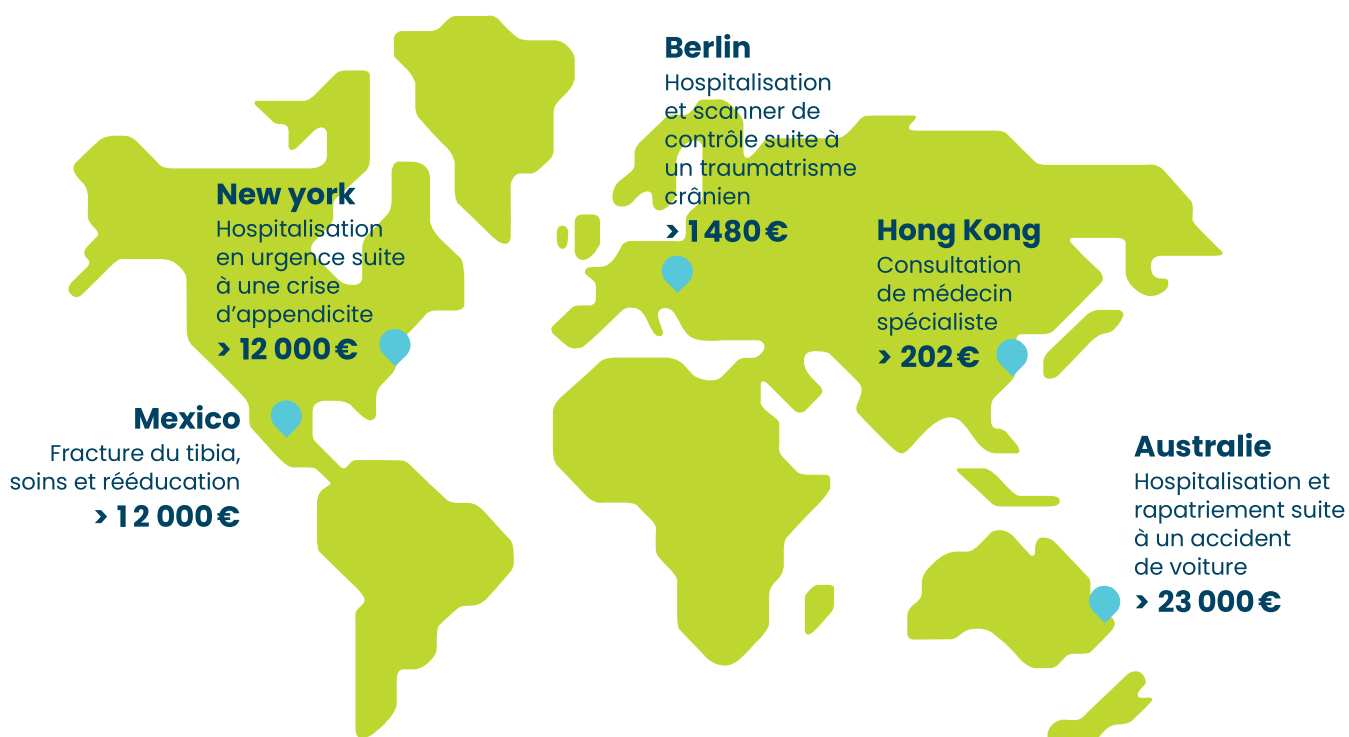 Berlin
Hospitalisation
et scanner de
contrôle suite à
un traumatrisme
crânien
> 1 480 €
New york
Hospitalisation
en urgence suite
à une crise
d’appendicite
> 12 000 €
Hong Kong
Consultation
de médecin
spécialiste
> 202 €
Mexico
Fracture du tibia,
soins et rééducation
> 12 000 €
Australie
Hospitalisation et
rapatriement suite
à un accident
de voiture
> 23 000 €